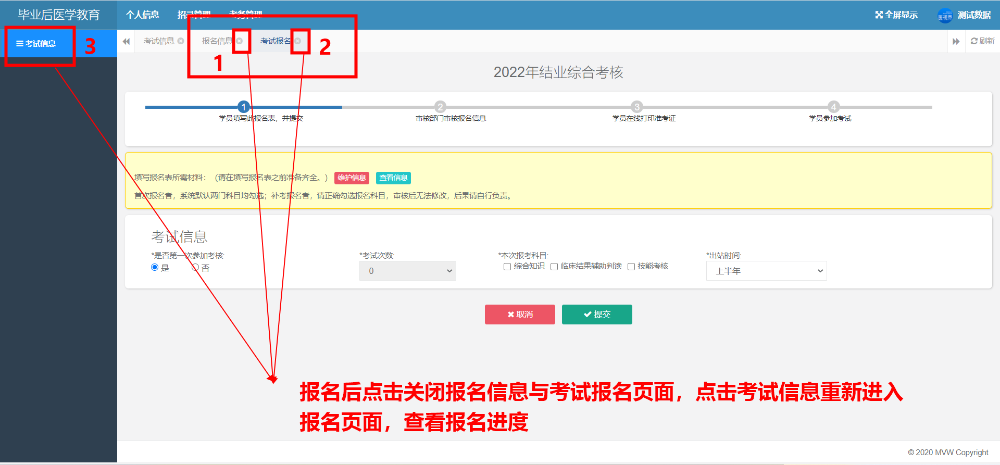 毕业后医学教育
个人信息 招录管理 考务管理
全屏显示 测试数据
考试信息 3
考试信息 报名信息 考试报名 2
刷新
1
2022年结业综合考核
1 2 3 4
学员填写此报名表，并提交 审核部门审核报名信息 学员在线打印准考证 学员参加考试
填写报名表所需材料：（请在填写报名表之前准备齐全。） 维护信息 查看信息
首次报名者，系统默认两门科目均勾选；补考报名者，请正确勾选报名科目，审核后无法修改，后果请自行负责。
考试信息
*是否第一次参加考核: *考试次数: *本次报考科目: *出站时间:
是 否 0 综合知识 临床结果辅助判读 技能考核 上半年
取消 提交
报名后点击关闭报名信息与考试报名页面，点击考试信息重新进入
报名页面，查看报名进度
© 2020 MVW Copyright